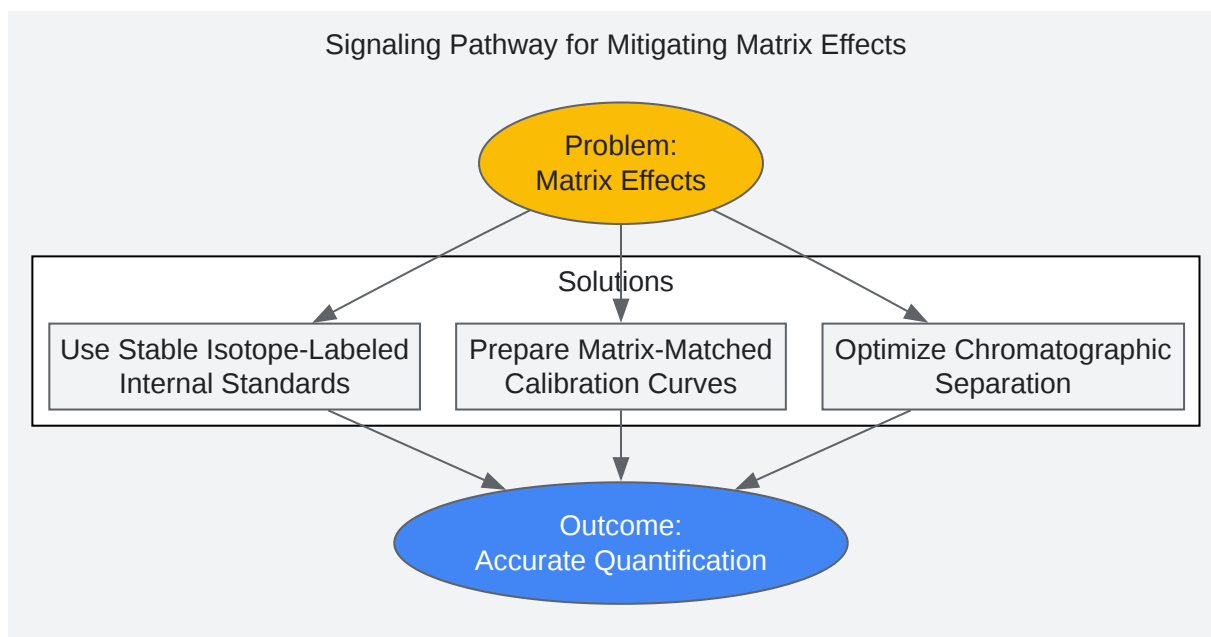 Signaling Pathway for Mitigating Matrix Effects
Problem:
Matrix Effects
Solutions
Use Stable Isotope-Labeled
Internal Standards
Prepare Matrix-Matched
Calibration Curves
Optimize Chromatographic
Separation
Outcome:
Accurate Quantification